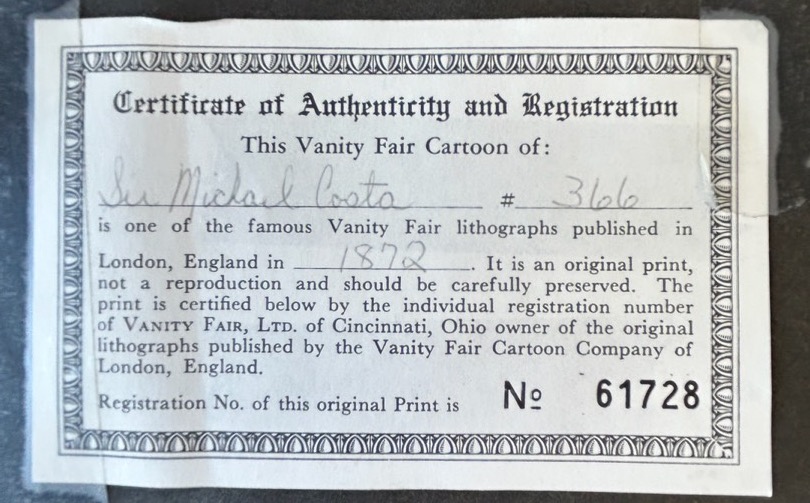 Certificate of Authenticity and Registration
This Vanity Fair Cartoon of:
Sir Michael Costa # 366
is one of the famous Vanity Fair lithographs published in
London, England in 1872. It is an original print,
not a reproduction and should be carefully preserved. The
print is certified below by the individual registration number
of VANITY FAIR, LTD. of Cincinnati, Ohio owner of the original
lithographs published by the Vanity Fair Cartoon Company of
London, England.
Registration No. of this original Print is Nº 61728